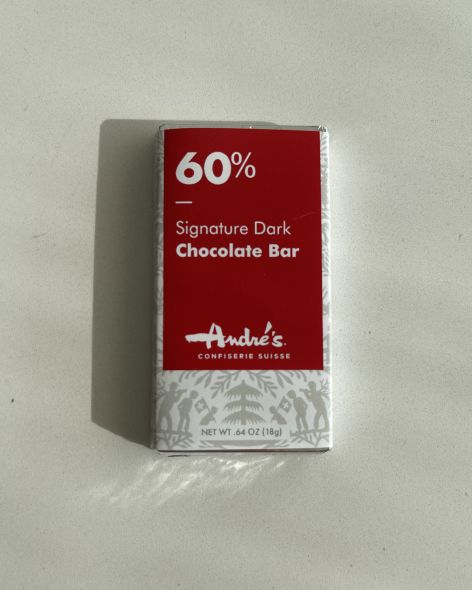 60%
Signature Dark
Chocolate Bar
André's
CONFISERIE SUISSE
NET WT .64 OZ (18g)